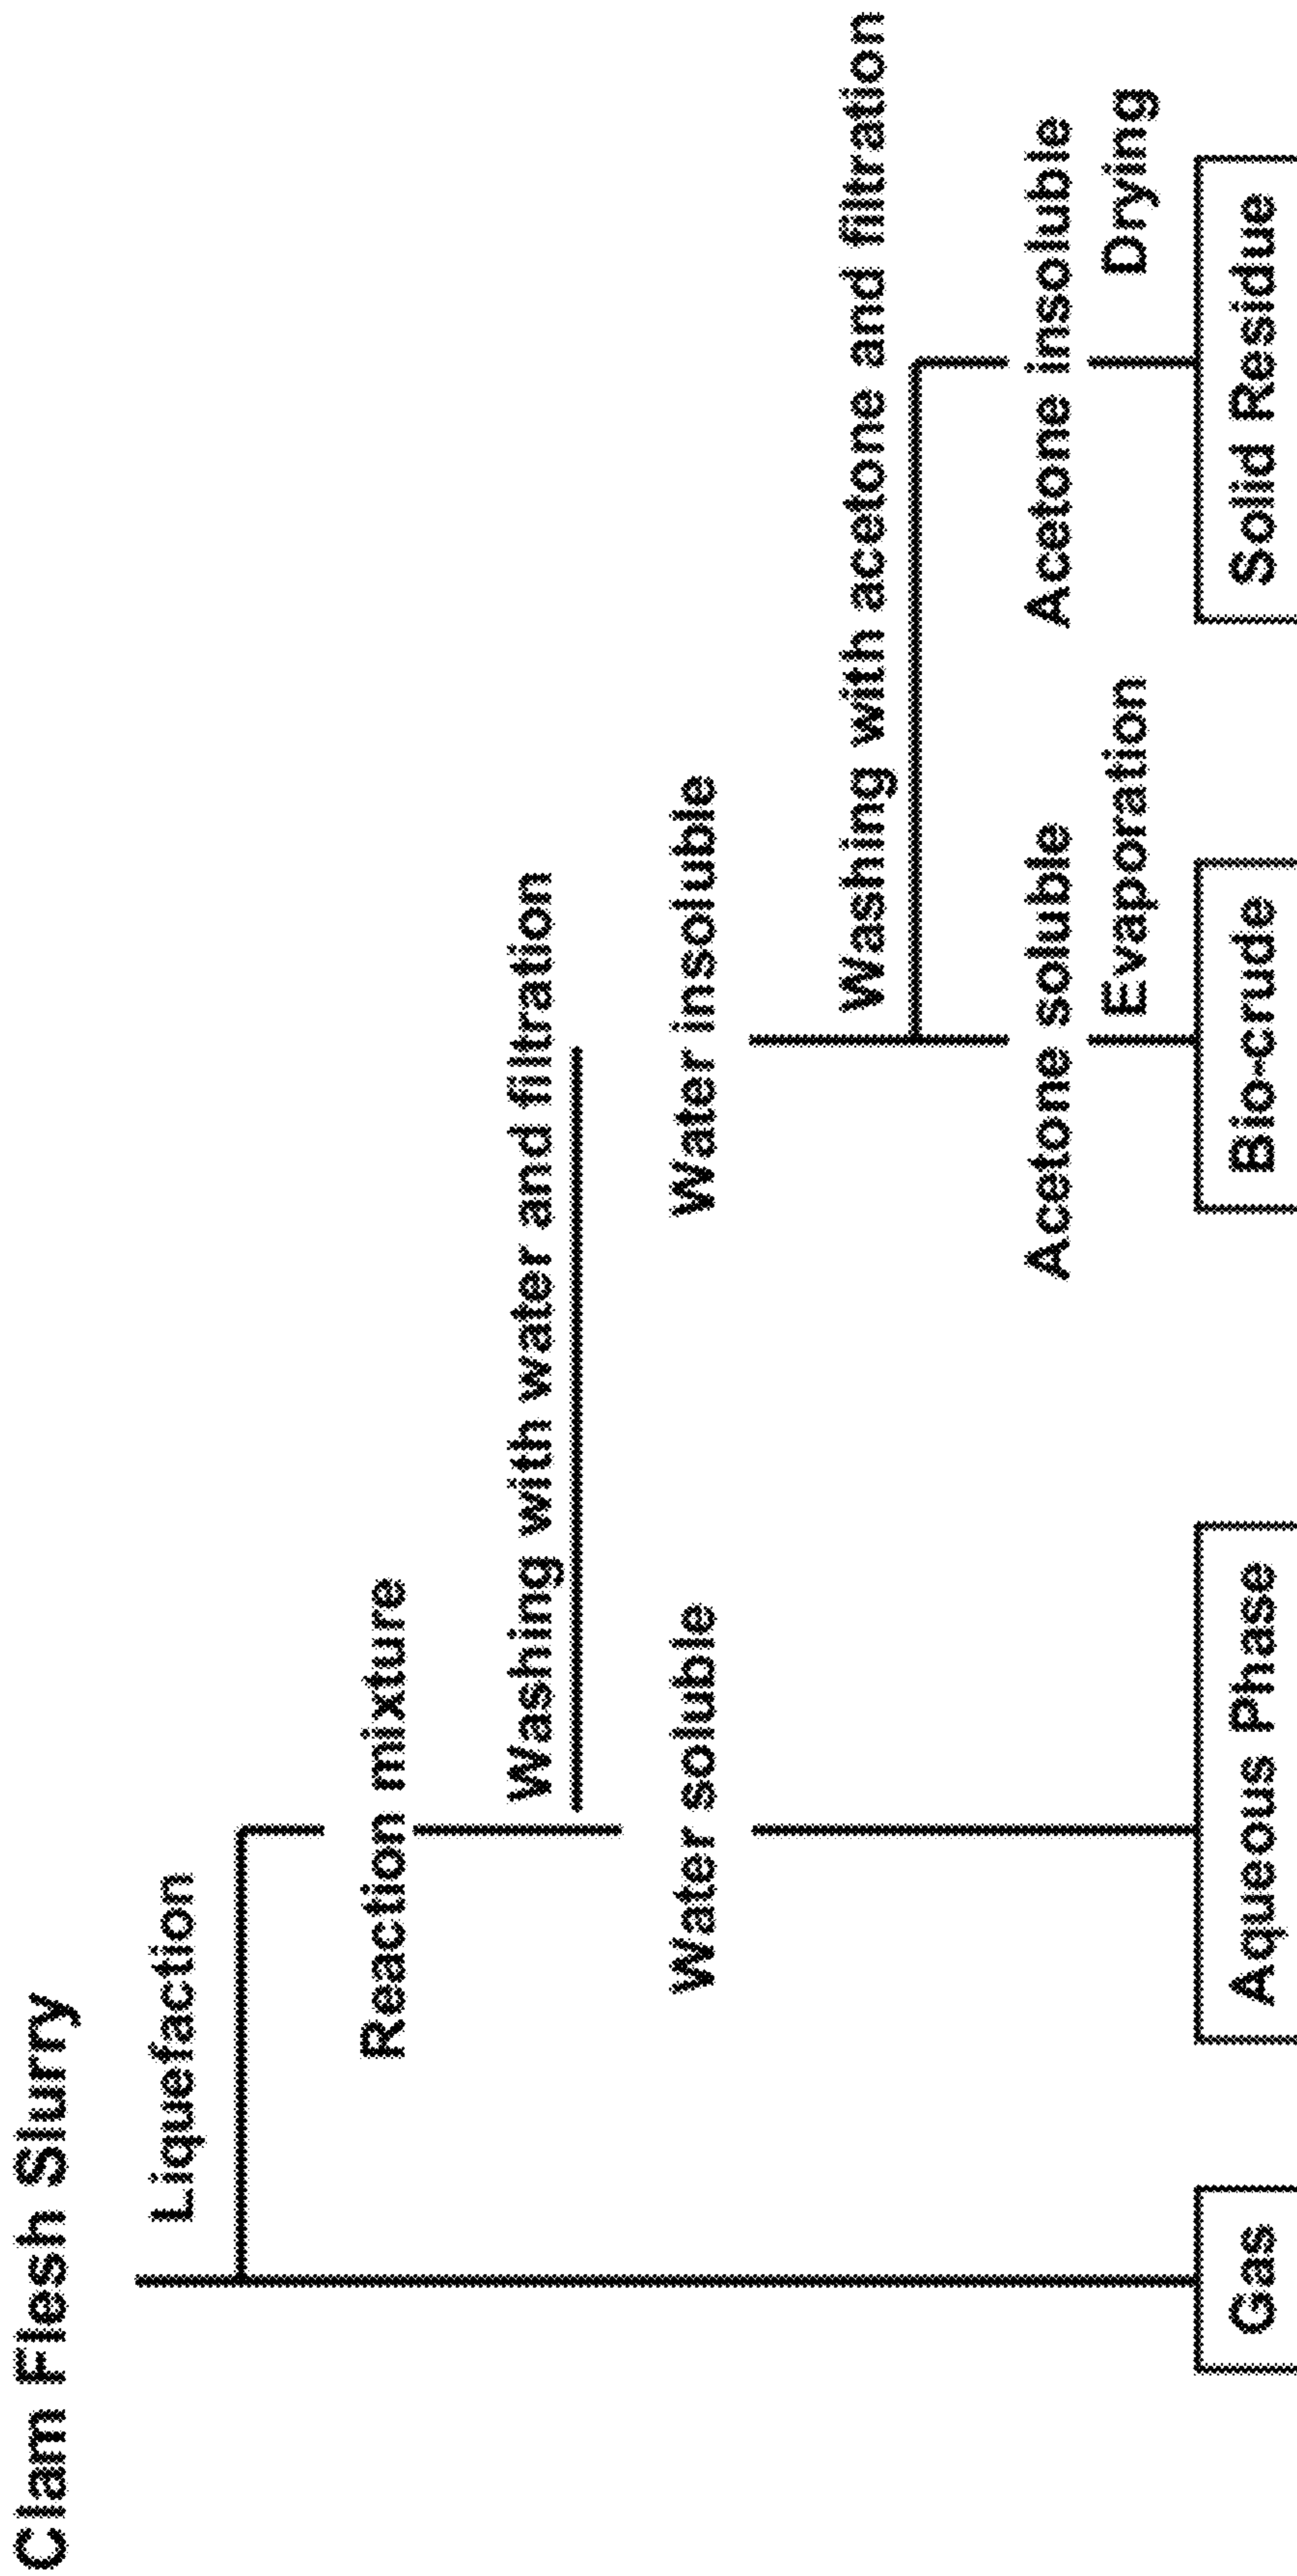 Clam Flesh Slurry
Liquefaction
Reaction mixture
Washing with water and filtration
Water soluble
Water insoluble
Washing with acetone and filtration
Acetone soluble
Acetone insoluble
Evaporation
Drying
Gas
Aqueous Phase
Bio-crude
Solid Residue